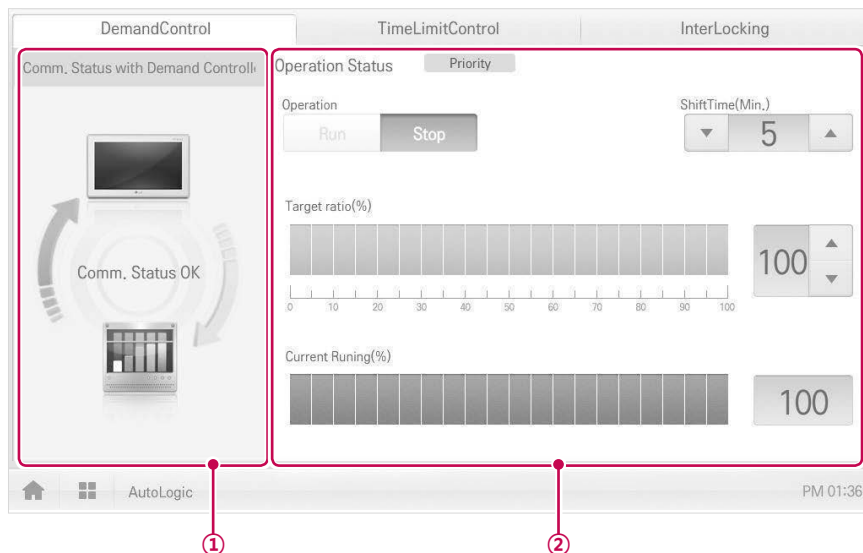 DemandControl TimeLimitControl InterLocking
Comm. Status with Demand Controll
Comm. Status OK
Operation Status Priority
Operation ShiftTime(Min.)
Run Stop 5
Target ratio(%)
100
0 10 20 30 40 50 60 70 80 90 100
Current Runing(%)
100
AutoLogic PM 01:36
① ②